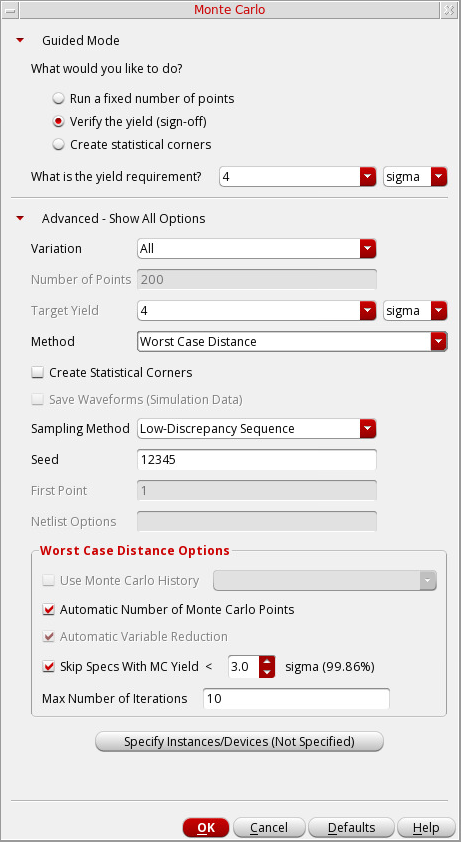 Monte Carlo
Guided Mode
What would you like to do?
Run a fixed number of points
Verify the yield (sign-off)
Create statistical corners
What is the yield requirement? 4 sigma
Advanced - Show All Options
Variation All
Number of Points 200
Target Yield 4 sigma
Method Worst Case Distance
Create Statistical Corners
Save Waveforms (Simulation Data)
Sampling Method Low-Discrepancy Sequence
Seed 12345
First Point 1
Netlist Options
Worst Case Distance Options
Use Monte Carlo History
Automatic Number of Monte Carlo Points
Automatic Variable Reduction
Skip Specs With MC Yield < 3.0 sigma (99.86%)
Max Number of Iterations 10
Specify Instances/Devices (Not Specified)
OK Cancel Defaults Help